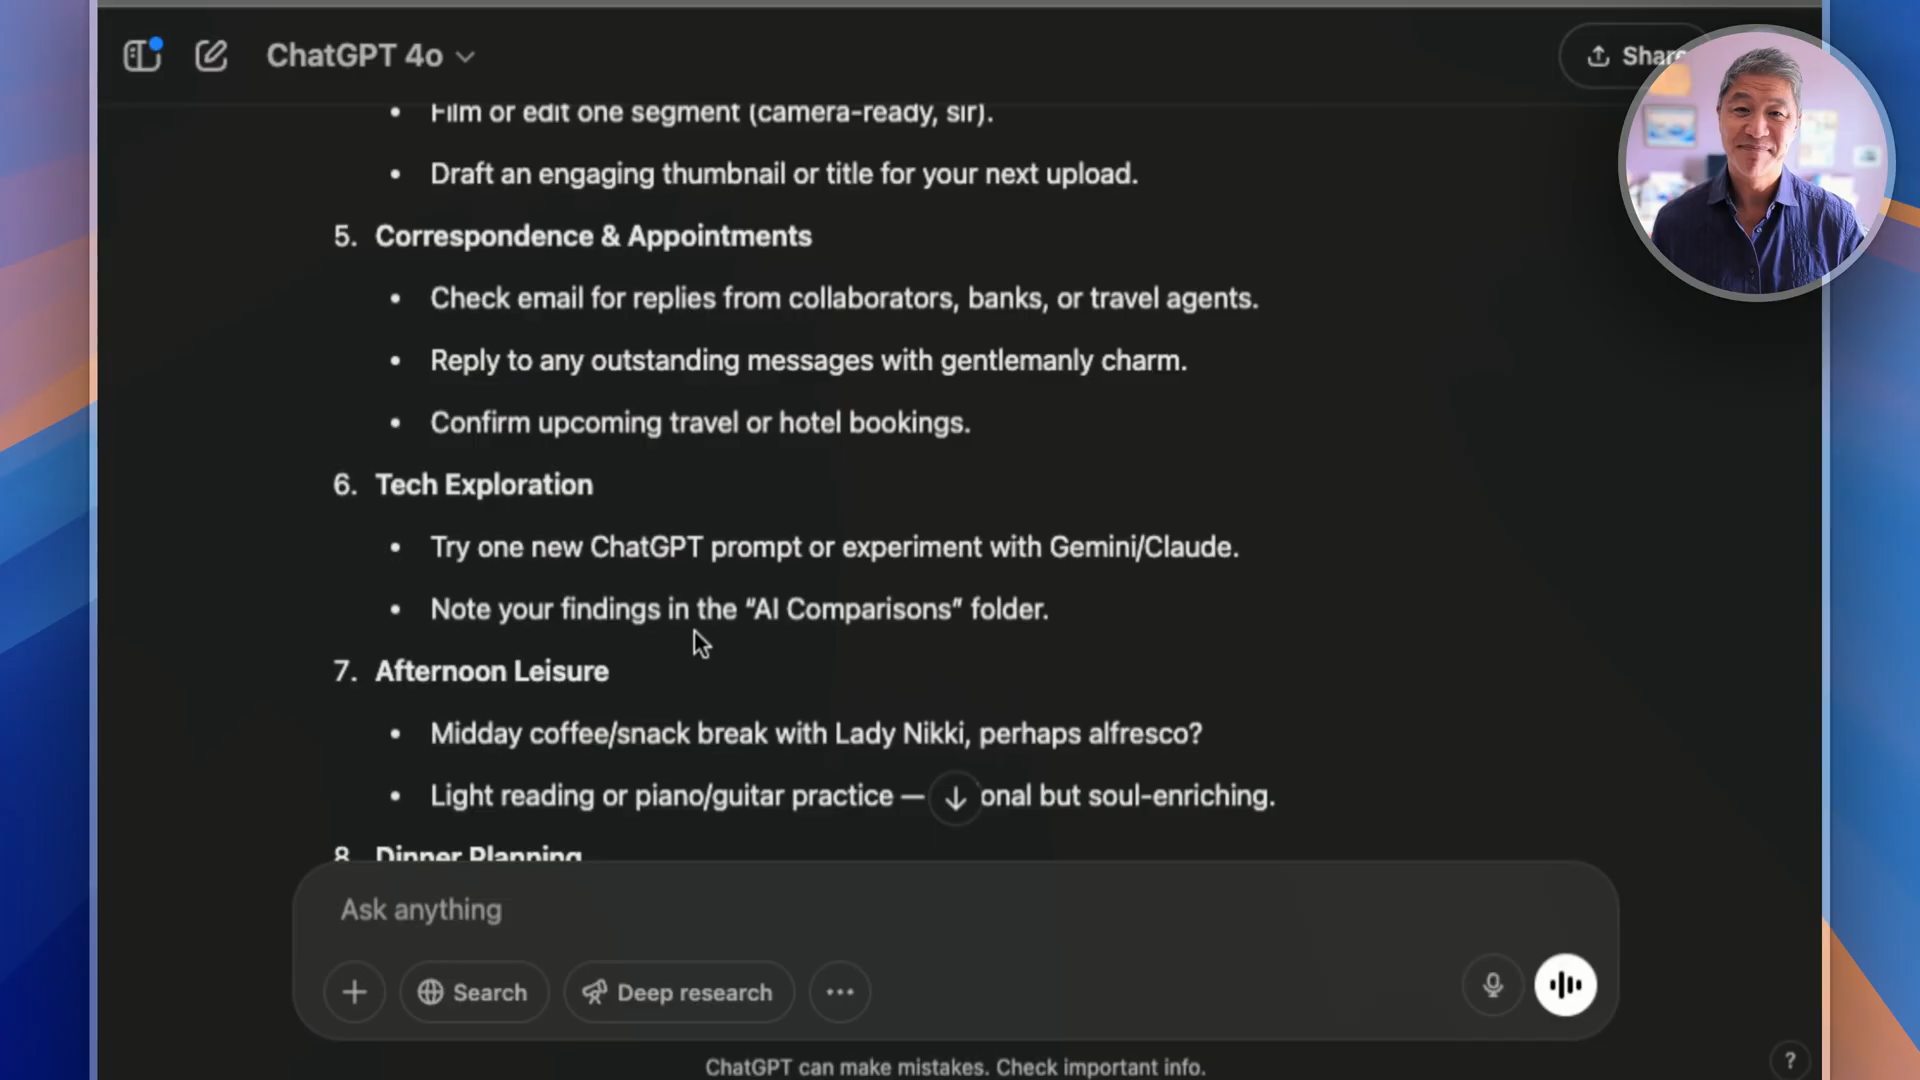 ChatGPT 4o
Share
• Film or edit one segment (camera-ready, sir).
• Draft an engaging thumbnail or title for your next upload.
5. Correspondence & Appointments
• Check email for replies from collaborators, banks, or travel agents.
• Reply to any outstanding messages with gentlemanly charm.
• Confirm upcoming travel or hotel bookings.
6. Tech Exploration
• Try one new ChatGPT prompt or experiment with Gemini/Claude.
• Note your findings in the “AI Comparisons” folder.
7. Afternoon Leisure
• Midday coffee/snack break with Lady Nikki, perhaps alfresco?
• Light reading or piano/guitar practice — onal but soul-enriching.
8. Dinner Planning
Ask anything
Search
Deep research
ChatGPT can make mistakes. Check important info.
?